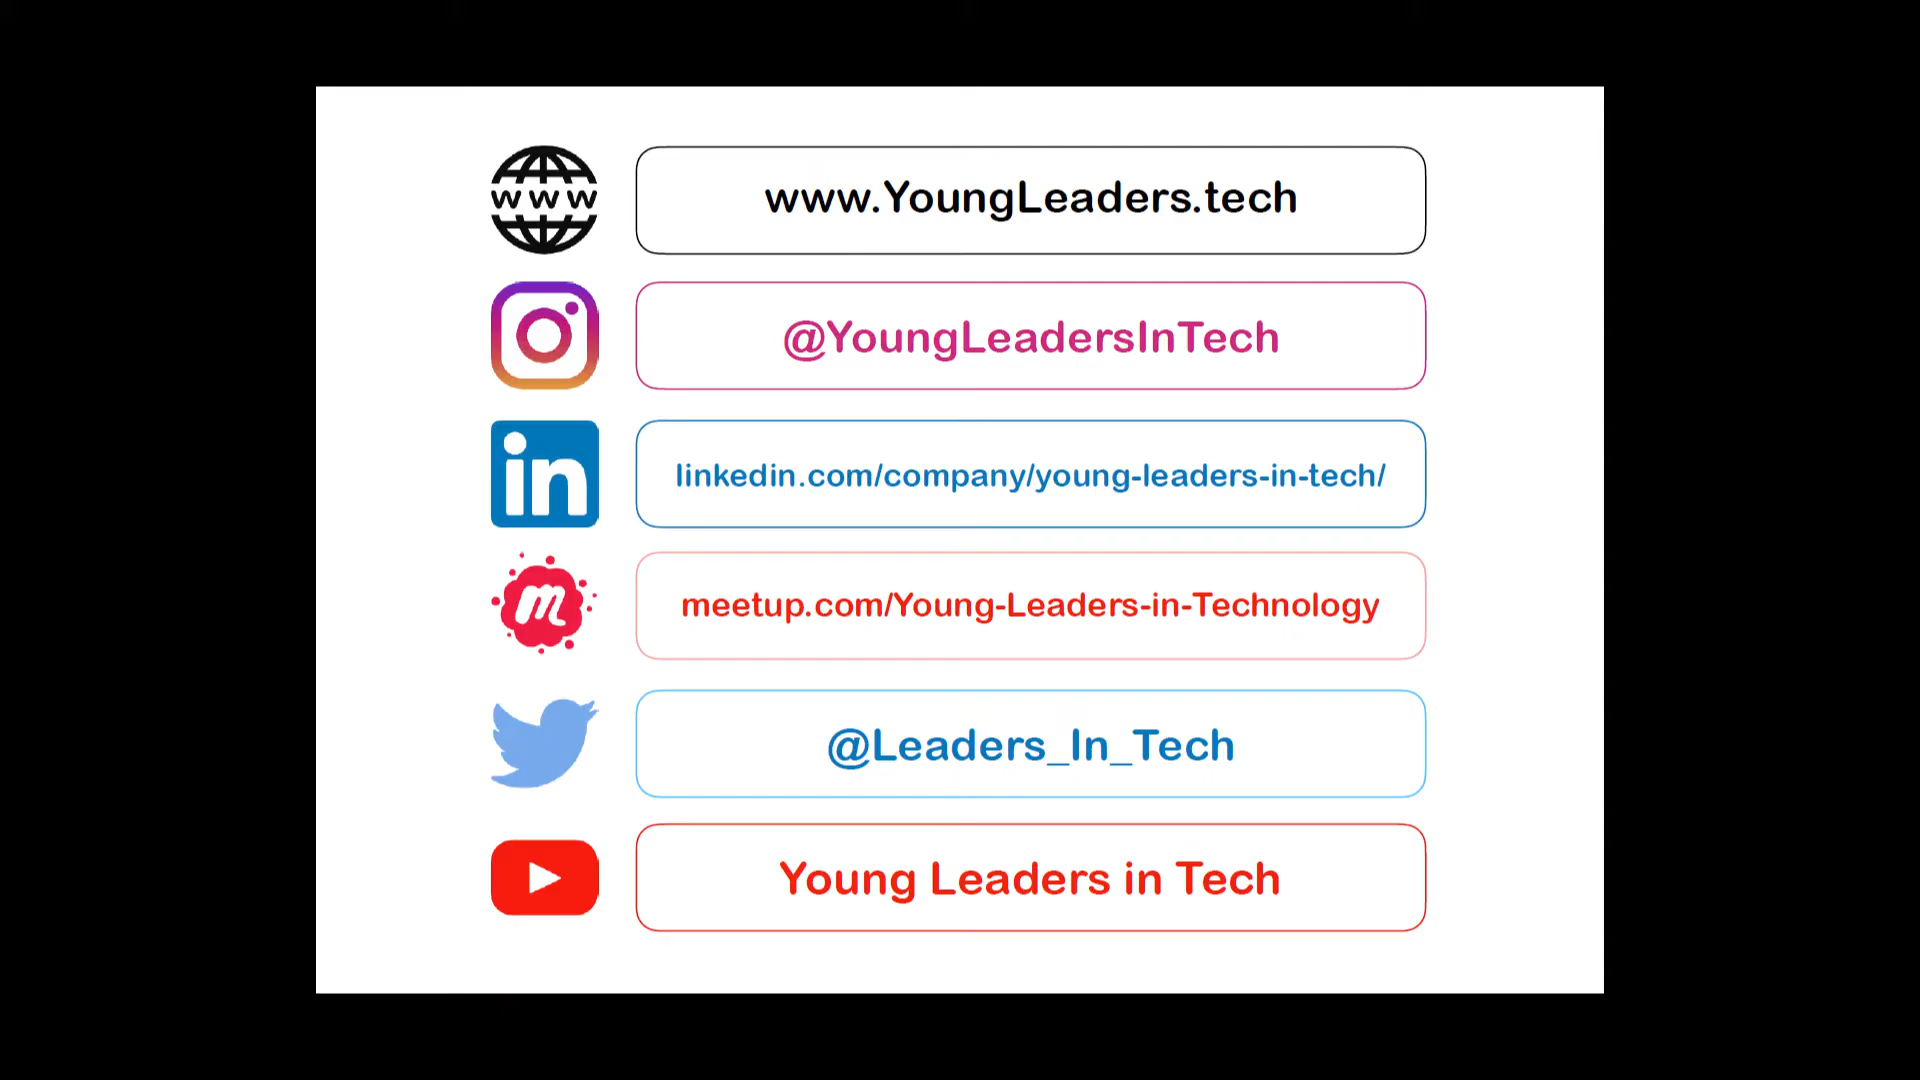 www
www.YoungLeaders.tech
@YoungLeadersInTech
in
linkedin.com/company/young-leaders-in-tech/
m
meetup.com/Young-Leaders-in-Technology
@Leaders_In_Tech
Young Leaders in Tech